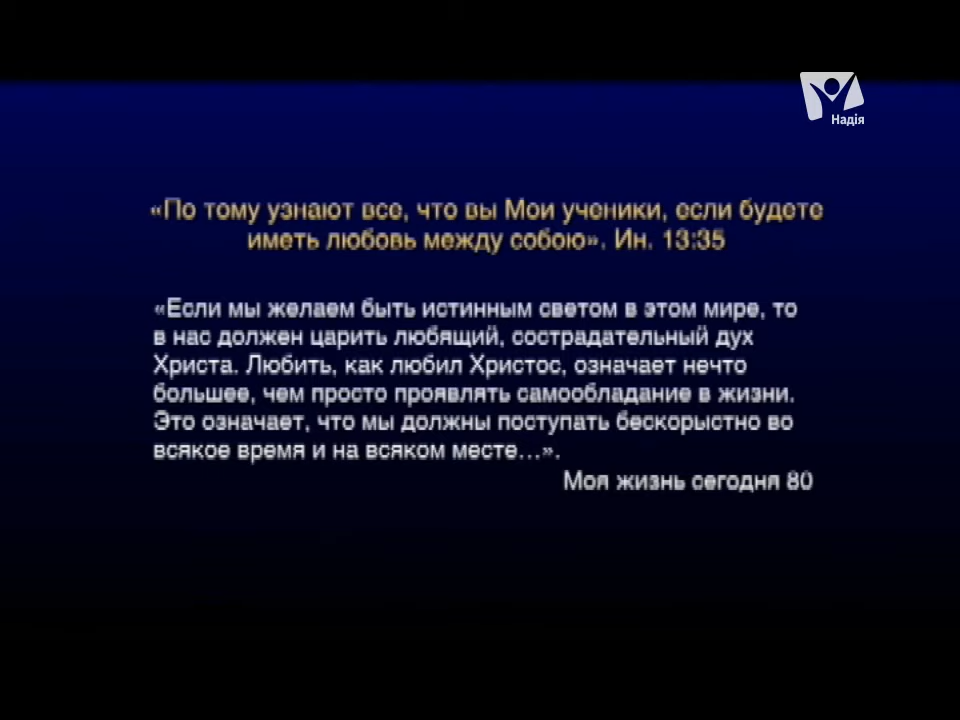 Надія
«По тому узнают все, что вы Мои ученики, если будете
иметь любовь между собою». Ин. 13:35
«Если мы желаем быть истинным светом в этом мире, то
в нас должен царить любящий, сострадательный дух
Христа. Любить, как любил Христос, означает нечто
большее, чем просто проявлять самообладание в жизни.
Это означает, что мы должны поступать бескорыстно во
всякое время и на всяком месте...».
Моя жизнь сегодня 80